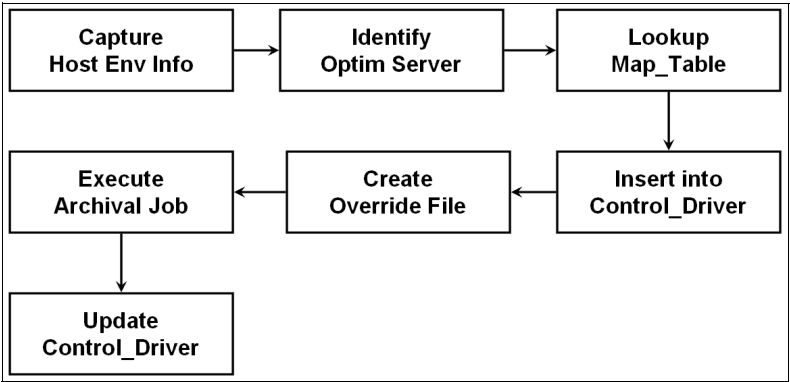 Capture
Host Env Info
Identify
Optim Server
Lookup
Map_Table
Insert into
Control_Driver
Create
Override File
Execute
Archival Job
Update
Control_Driver